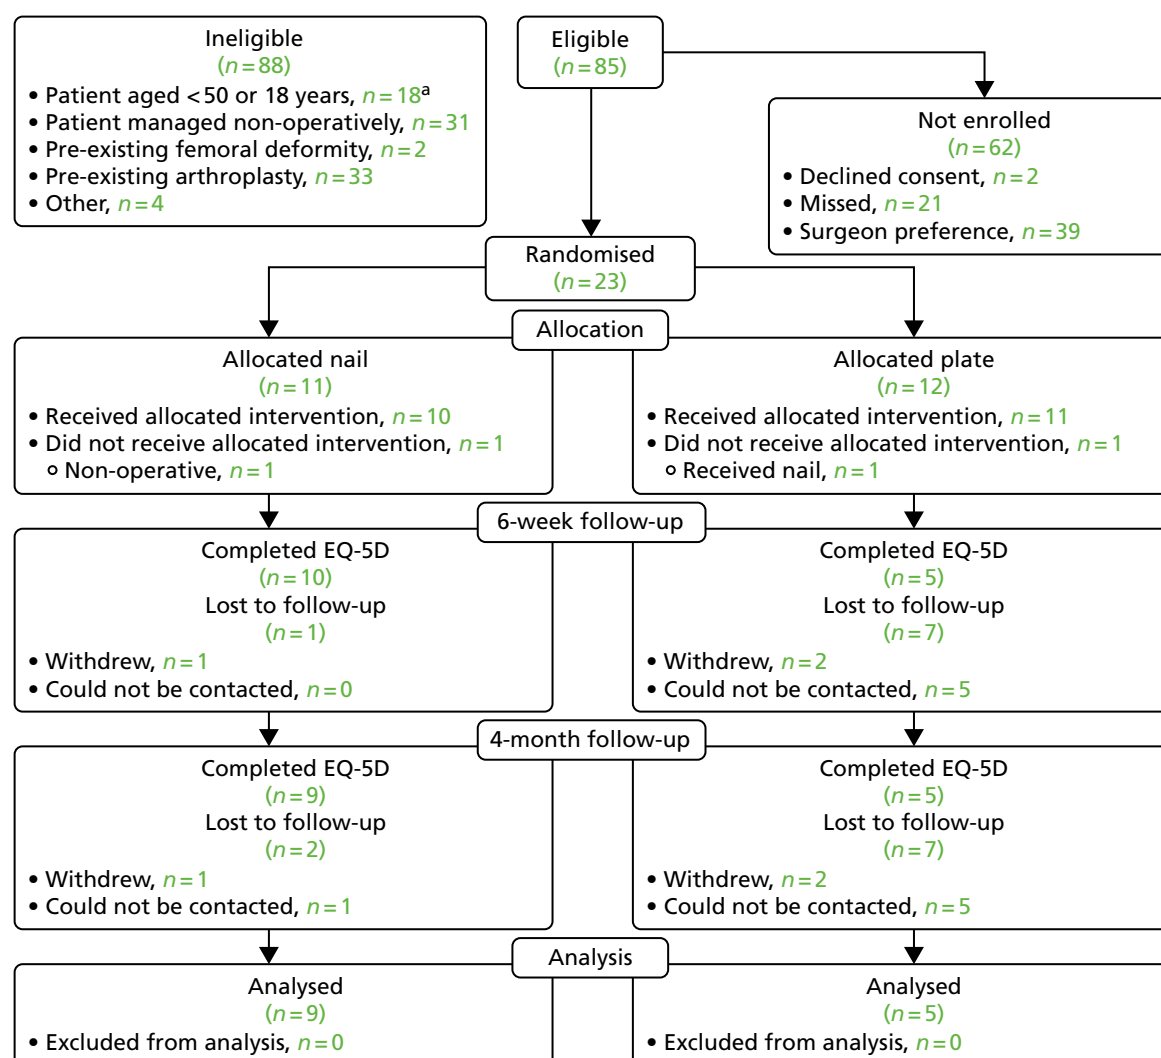 Ineligible
(n=88)
• Patient aged <50 or 18 years, n=18a
• Patient managed non-operatively, n=31
• Pre-existing femoral deformity, n=2
• Pre-existing arthroplasty, n=33
• Other, n=4
Eligible
(n=85)
Not enrolled
(n=62)
• Declined consent, n=2
• Missed, n=21
• Surgeon preference, n=39
Randomised
(n=23)
Allocation
Allocated nail
(n=11)
• Received allocated intervention, n=10
• Did not receive allocated intervention, n=1
Non-operative, n=1
Allocated plate
(n=12)
• Received allocated intervention, n=11
• Did not receive allocated intervention, n=1
Received nail, n=1
6-week follow-up
Completed EQ-5D
(n=10)
Lost to follow-up
(n=1)
• Withdrew, n=1
• Could not be contacted, n=0
Completed EQ-5D
(n=5)
Lost to follow-up
(n=7)
• Withdrew, n=2
• Could not be contacted, n=5
4-month follow-up
Completed EQ-5D
(n=9)
Lost to follow-up
(n=2)
• Withdrew, n=1
• Could not be contacted, n=1
Completed EQ-5D
(n=5)
Lost to follow-up
(n=7)
• Withdrew, n=2
• Could not be contacted, n=5
Analysis
Analysed
(n=9)
• Excluded from analysis, n=0
Analysed
(n=5)
• Excluded from analysis, n=0